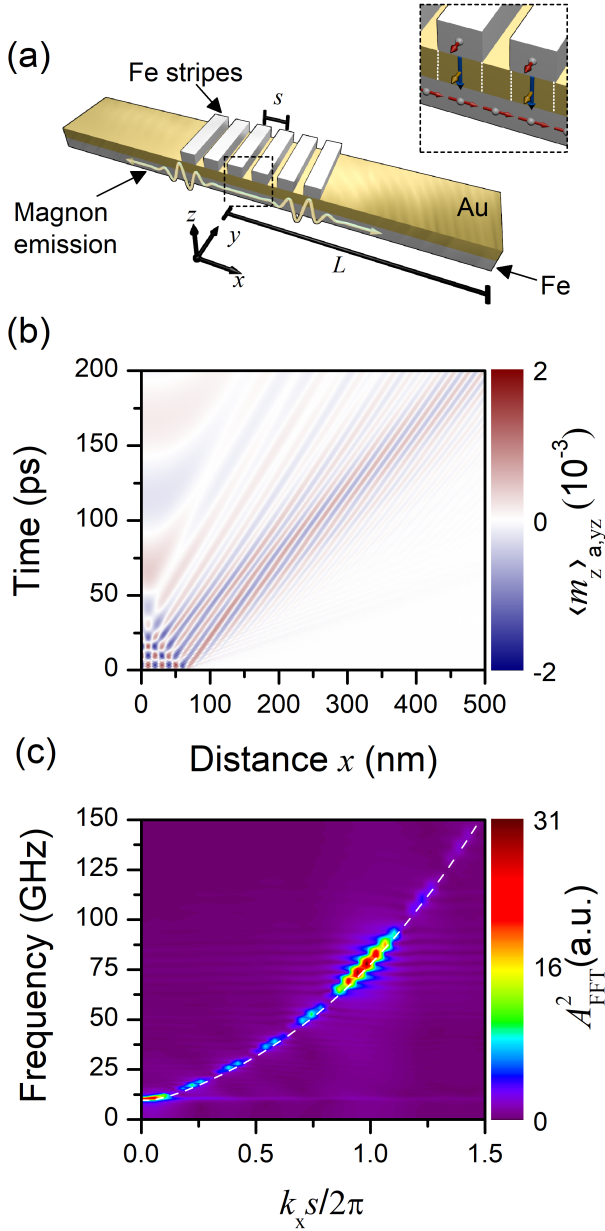 (a)
Fe stripes
s
Magnon
emission
z
y
x
L
Au
Fe
(b)
200
150
100
50
0
Time (ps)
0 100 200 300 400 500
Distance x (nm)
2
0
-2
⟨m_z⟩_a,yz (10^-3)
(c)
150
125
100
75
50
25
0
Frequency (GHz)
0.0 0.5 1.0 1.5
k_x s/2π
31
16
0
A^2_FFT (a.u.)